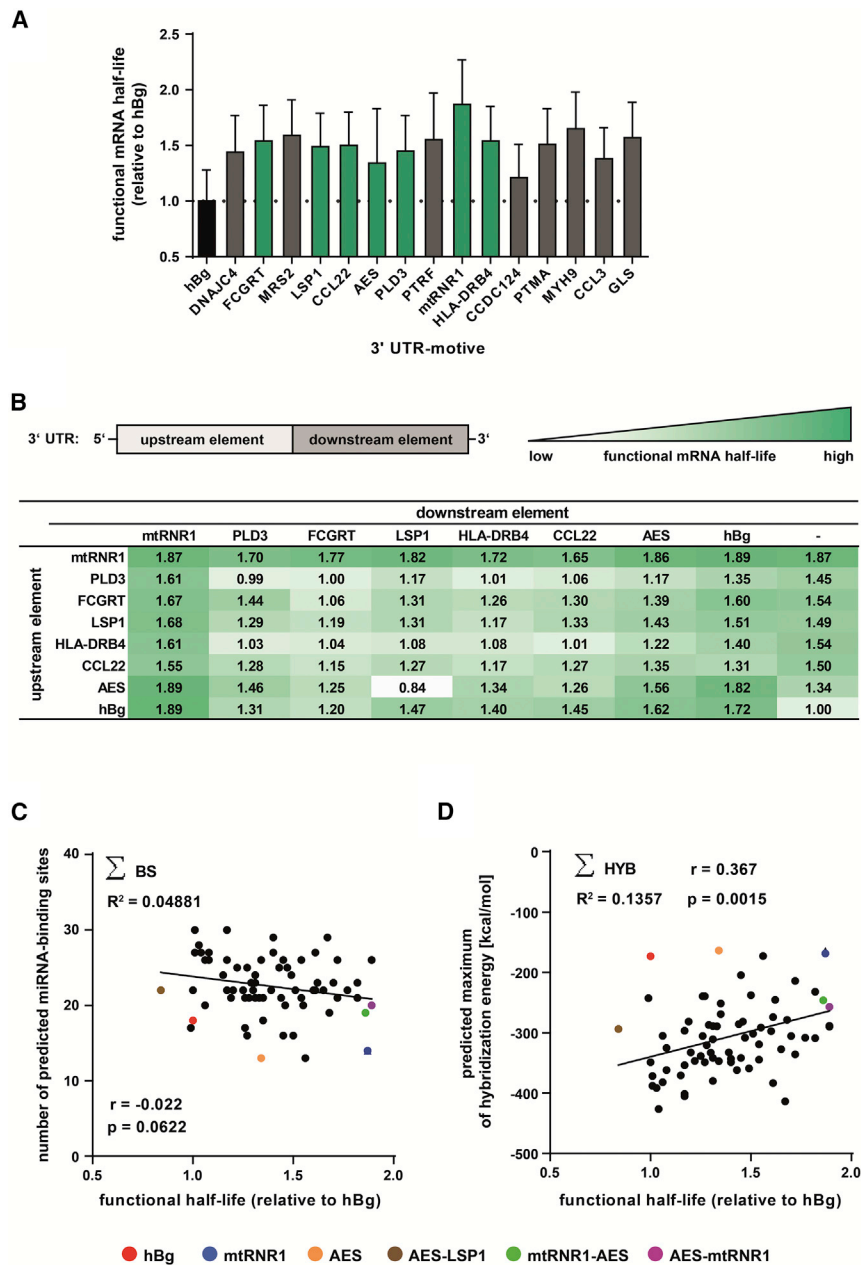 A
functional mRNA half-life
(relative to hBg)
2.5
2.0
1.5
1.0
0.5
hBg
DNAJC4
FCGRT
MRS2
LSP1
CCL22
AES
PLD3
PTRF
mtRNR1
HLA-DRB4
CCDC124
PTMA
MYH9
CCL3
GLS
3' UTR-motive
B
3‘ UTR: 5‘ upstream element downstream element 3‘
low functional mRNA half-life high
downstream element
mtRNR1 PLD3 FCGRT LSP1 HLA-DRB4 CCL22 AES hBg -
upstream element
mtRNR1 1.87 1.70 1.77 1.82 1.72 1.65 1.86 1.89 1.87
PLD3 1.61 0.99 1.00 1.17 1.01 1.06 1.17 1.35 1.45
FCGRT 1.67 1.44 1.06 1.31 1.26 1.30 1.39 1.60 1.54
LSP1 1.68 1.29 1.19 1.31 1.17 1.33 1.43 1.51 1.49
HLA-DRB4 1.61 1.03 1.04 1.08 1.08 1.01 1.22 1.40 1.54
CCL22 1.55 1.28 1.15 1.27 1.17 1.27 1.35 1.31 1.50
AES 1.89 1.46 1.25 0.84 1.34 1.26 1.56 1.82 1.34
hBg 1.89 1.31 1.20 1.47 1.40 1.45 1.62 1.72 1.00
C
number of predicted miRNA-binding sites
40
30
20
10
0
∑ BS
R² = 0.04881
r = -0.022
p = 0.0622
0.5 1.0 1.5 2.0
functional half-life (relative to hBg)
D
predicted maximum
of hybridization energy [kcal/mol]
0
-100
-200
-300
-400
-500
∑ HYB r = 0.367
R² = 0.1357 p = 0.0015
0.5 1.0 1.5 2.0
functional half-life (relative to hBg)
hBg mtRNR1 AES AES-LSP1 mtRNR1-AES AES-mtRNR1